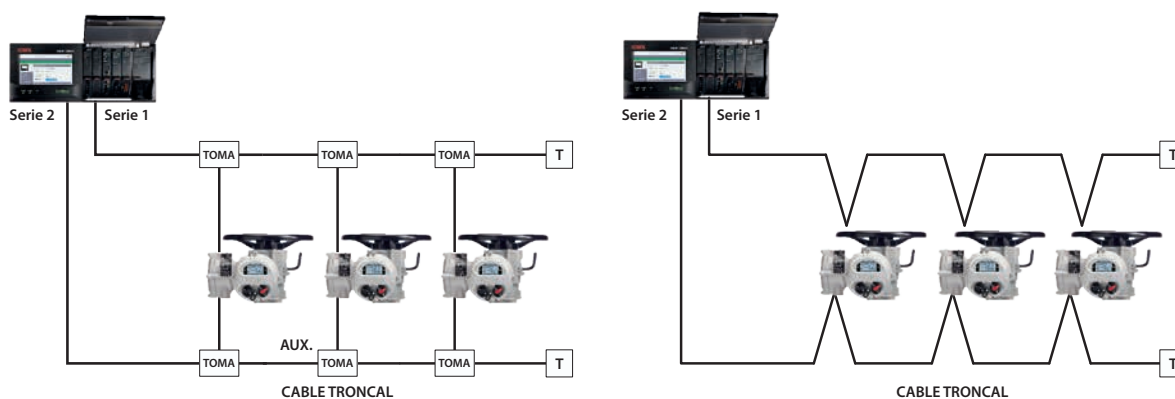 Serie 2 Serie 1
TOMA TOMA TOMA T
AUX.
TOMA TOMA TOMA T
CABLE TRONCAL
Serie 2 Serie 1
T
T
CABLE TRONCAL